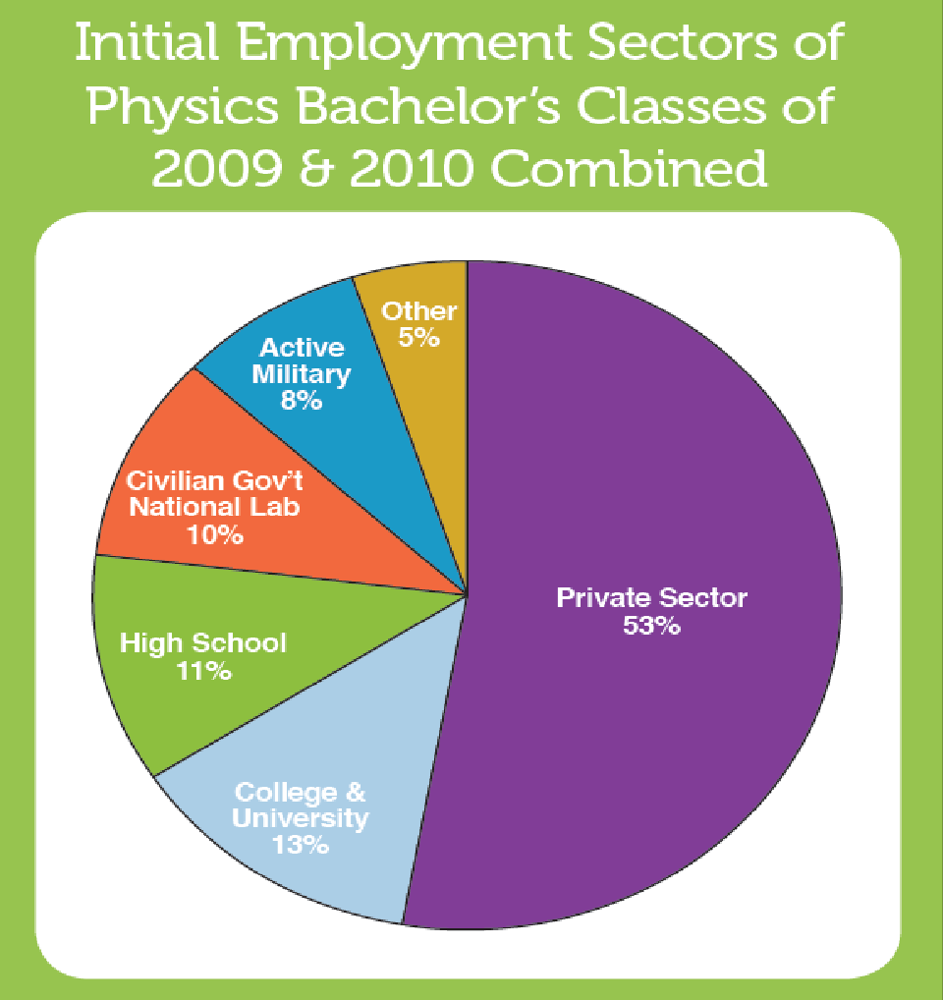 Initial Employment Sectors of
Physics Bachelor’s Classes of
2009 & 2010 Combined
Other
5%
Active
Military
8%
Civilian Gov’t
National Lab
10%
Private Sector
53%
High School
11%
College &
University
13%